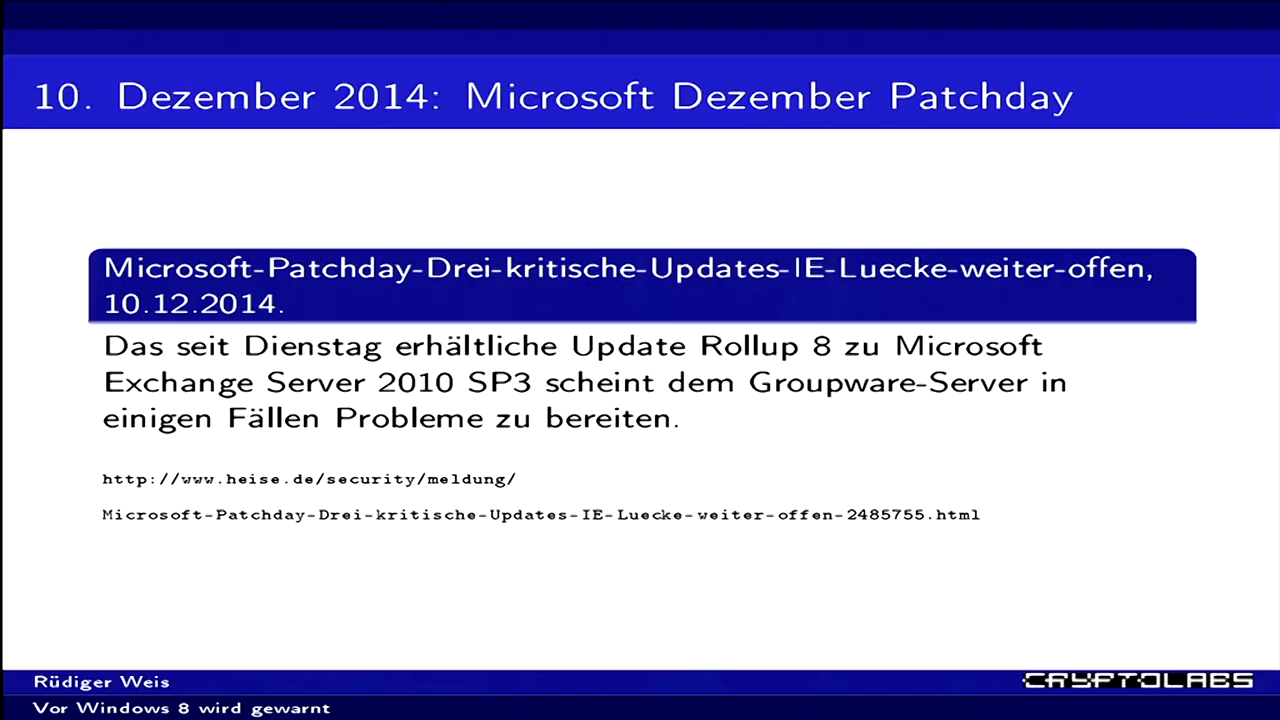 10. Dezember 2014: Microsoft Dezember Patchday
Microsoft-Patchday-Drei-kritische-Updates-IE-Luecke-weiter-offen,
10.12.2014.
Das seit Dienstag erhältliche Update Rollup 8 zu Microsoft
Exchange Server 2010 SP3 scheint dem Groupware-Server in
einigen Fällen Probleme zu bereiten.
http://www.heise.de/security/meldung/
Microsoft-Patchday-Drei-kritische-Updates-IE-Luecke-weiter-offen-2485755.html
Rüdiger Weis
CRYPTOLABS
Vor Windows 8 wird gewarnt